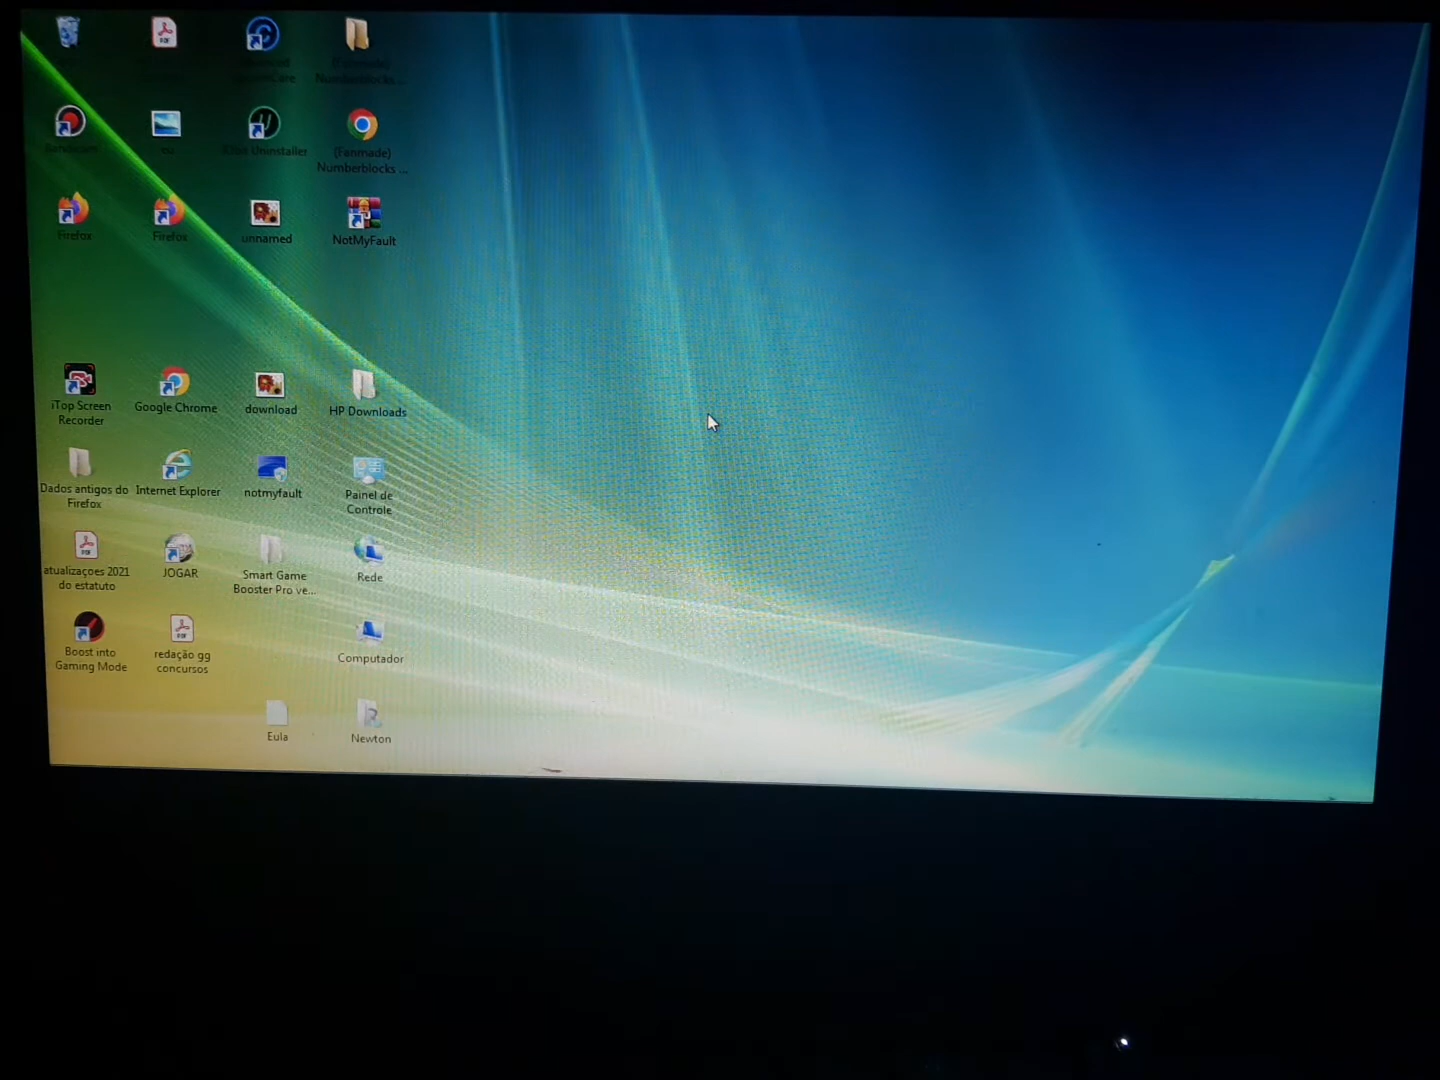 (Fanmade)
Numberblocks ...
IObit Uninstaller
(Fanmade)
Numberblocks ...
Firefox
Firefox
unnamed
NotMyFault
iTop Screen
Recorder
Google Chrome
download
HP Downloads
Dados antigos do
Firefox
Internet Explorer
notmyfault
Painel de
Controle
atualizaçoes 2021
do estatuto
JOGAR
Smart Game
Booster Pro ve...
Rede
Boost into
Gaming Mode
redação gg
concursos
Computador
Eula
Newton